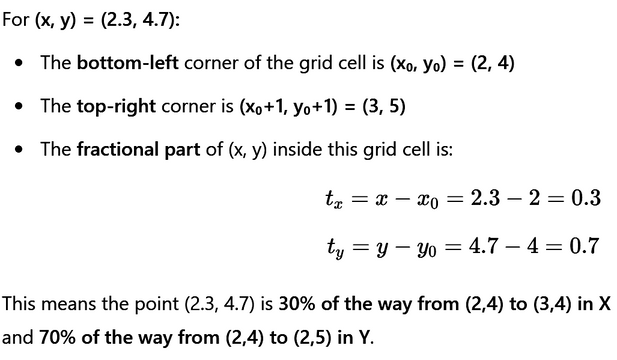 For (x, y) = (2.3, 4.7):
• The bottom-left corner of the grid cell is (x₀, y₀) = (2, 4)
• The top-right corner is (x₀+1, y₀+1) = (3, 5)
• The fractional part of (x, y) inside this grid cell is:
tₓ = x − x₀ = 2.3 − 2 = 0.3
t_y = y − y₀ = 4.7 − 4 = 0.7
This means the point (2.3, 4.7) is 30% of the way from (2,4) to (3,4) in X
and 70% of the way from (2,4) to (2,5) in Y.